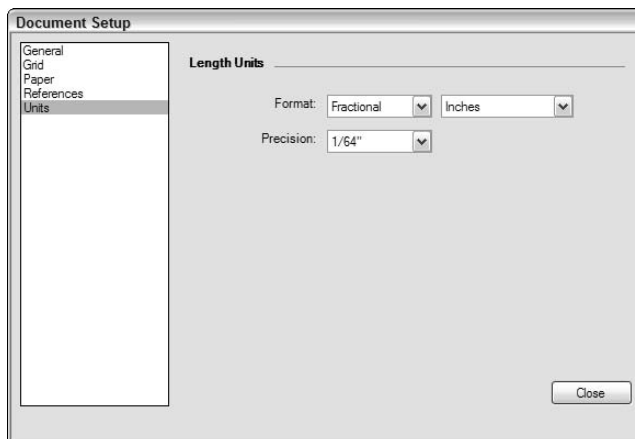 Document Setup
General
Grid
Paper
References
Units
Length Units
Format: Fractional Inches
Precision: 1/64"
Close